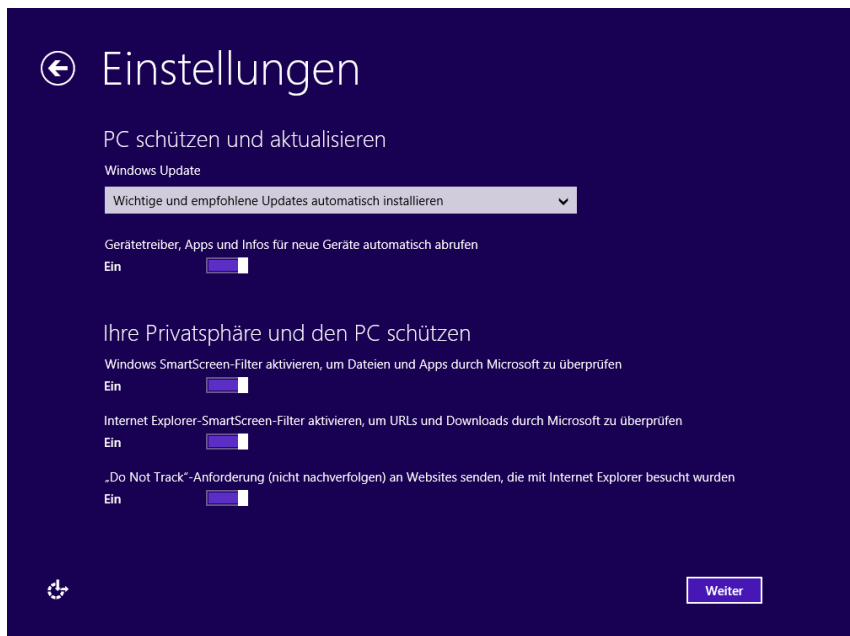 Einstellungen
PC schützen und aktualisieren
Windows Update
Wichtige und empfohlene Updates automatisch installieren
Gerätetreiber, Apps und Infos für neue Geräte automatisch abrufen
Ein
Ihre Privatsphäre und den PC schützen
Windows SmartScreen-Filter aktivieren, um Dateien und Apps durch Microsoft zu überprüfen
Ein
Internet Explorer-SmartScreen-Filter aktivieren, um URLs und Downloads durch Microsoft zu überprüfen
Ein
„Do Not Track“-Anforderung (nicht nachverfolgen) an Websites senden, die mit Internet Explorer besucht wurden
Ein
Weiter